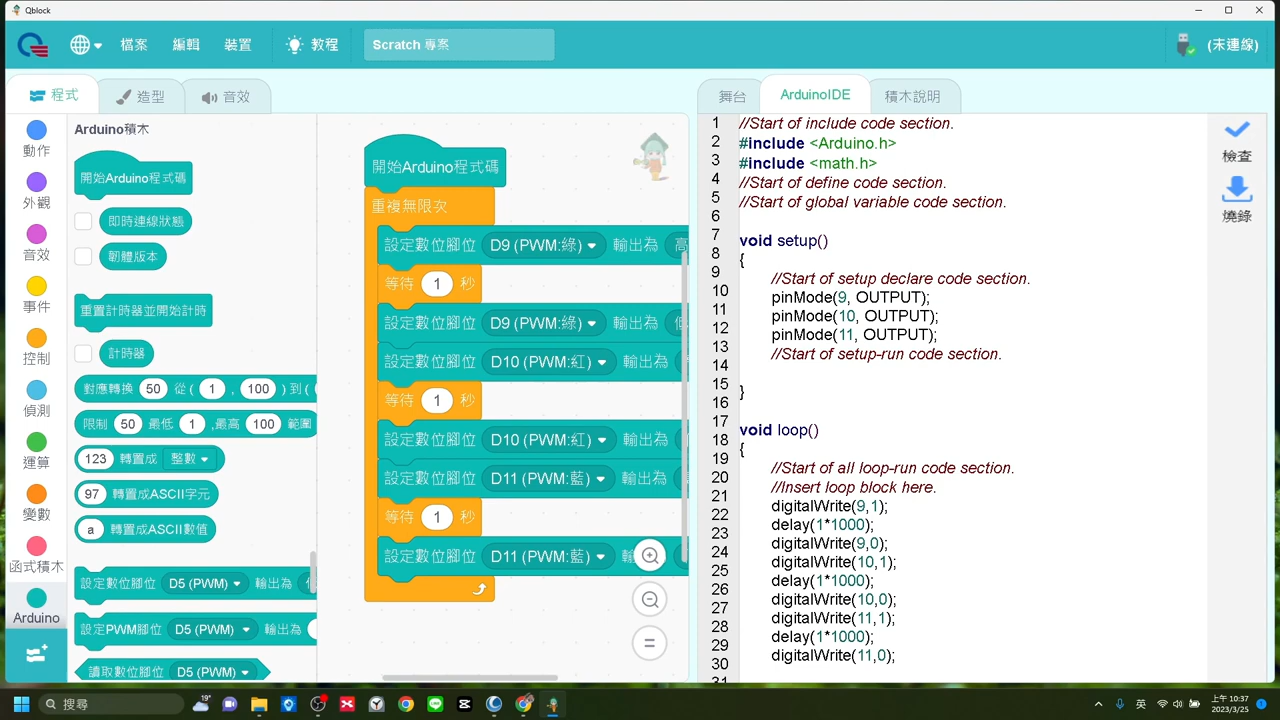 Qblock
檔案 編輯 裝置 教程 Scratch 專案 (未連線)
程式 造型 音效
舞台 ArduinoIDE 積木說明
動作
外觀
音效
事件
控制
偵測
運算
變數
函式積木
Arduino
Arduino積木
開始Arduino程式碼
即時連線狀態
韌體版本
重置計時器並開始計時
計時器
對應轉換 50 從 ( 1 , 100 ) 到 (
限制 50 最低 1 ,最高 100 範圍
123 轉置成 整數
97 轉置成ASCII字元
a 轉置成ASCII數值
設定數位腳位 D5 (PWM) 輸出為
設定PWM腳位 D5 (PWM) 輸出為
讀取數位腳位 D5 (PWM)
開始Arduino程式碼
重複無限次
設定數位腳位 D9 (PWM:綠) 輸出為 高
等待 1 秒
設定數位腳位 D9 (PWM:綠) 輸出為
設定數位腳位 D10 (PWM:紅) 輸出為
等待 1 秒
設定數位腳位 D10 (PWM:紅) 輸出為
設定數位腳位 D11 (PWM:藍) 輸出為
等待 1 秒
設定數位腳位 D11 (PWM:藍)
1 //Start of include code section.
2 #include <Arduino.h>
3 #include <math.h>
4 //Start of define code section.
5 //Start of global variable code section.
6
7 void setup()
8 {
9 //Start of setup declare code section.
10 pinMode(9, OUTPUT);
11 pinMode(10, OUTPUT);
12 pinMode(11, OUTPUT);
13 //Start of setup-run code section.
14
15 }
16
17 void loop()
18 {
19 //Start of all loop-run code section.
20 //Insert loop block here.
21 digitalWrite(9,1);
22 delay(1*1000);
23 digitalWrite(9,0);
24 digitalWrite(10,1);
25 delay(1*1000);
26 digitalWrite(10,0);
27 digitalWrite(11,1);
28 delay(1*1000);
29 digitalWrite(11,0);
30
31
檢查
燒錄
搜尋
19°
英
上午 10:37
2023/3/25